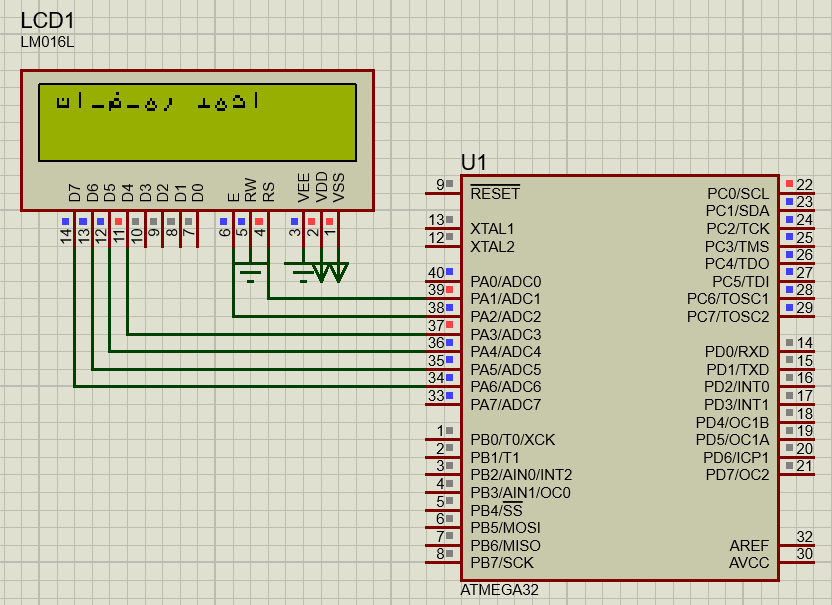 LCD1
LM016L
احمد رمضان
D7 D6 D5 D4 D3 D2 D1 D0 E RW RS VEE VDD VSS
14 13 12 11 10 9 8 7 6 5 4 3 2 1
U1
9 RESET
13 XTAL1
12 XTAL2
40 PA0/ADC0
39 PA1/ADC1
38 PA2/ADC2
37 PA3/ADC3
36 PA4/ADC4
35 PA5/ADC5
34 PA6/ADC6
33 PA7/ADC7
1 PB0/T0/XCK
2 PB1/T1
3 PB2/AIN0/INT2
4 PB3/AIN1/OC0
5 PB4/SS
6 PB5/MOSI
7 PB6/MISO
8 PB7/SCK
PC0/SCL 22
PC1/SDA 23
PC2/TCK 24
PC3/TMS 25
PC4/TDO 26
PC5/TDI 27
PC6/TOSC1 28
PC7/TOSC2 29
PD0/RXD 14
PD1/TXD 15
PD2/INT0 16
PD3/INT1 17
PD4/OC1B 18
PD5/OC1A 19
PD6/ICP1 20
PD7/OC2 21
AREF 32
AVCC 30
ATMEGA32